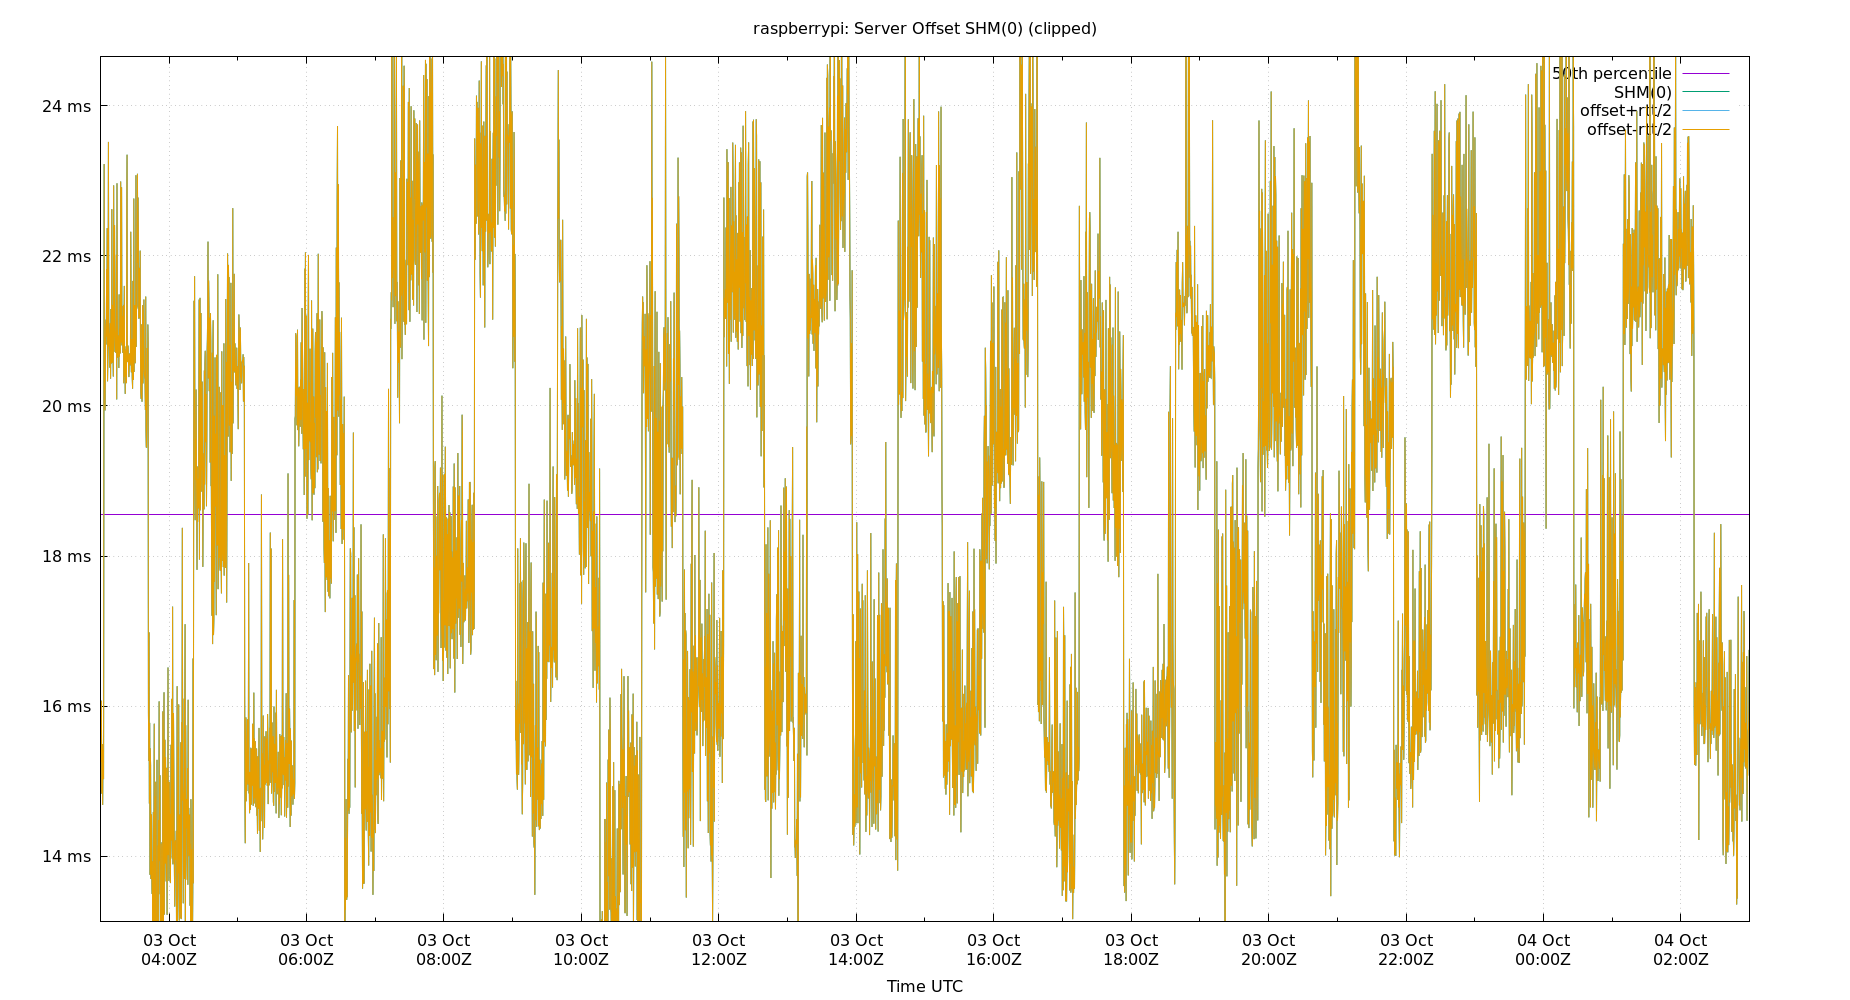 raspberrypi: Server Offset SHM(0) (clipped)
50th percentile
SHM(0)
offset+rtt/2
offset-rtt/2
24 ms
22 ms
20 ms
18 ms
16 ms
14 ms
03 Oct 03 Oct 03 Oct 03 Oct 03 Oct 03 Oct 03 Oct 03 Oct 03 Oct 03 Oct 04 Oct 04 Oct
04:00Z 06:00Z 08:00Z 10:00Z 12:00Z 14:00Z 16:00Z 18:00Z 20:00Z 22:00Z 00:00Z 02:00Z
Time UTC